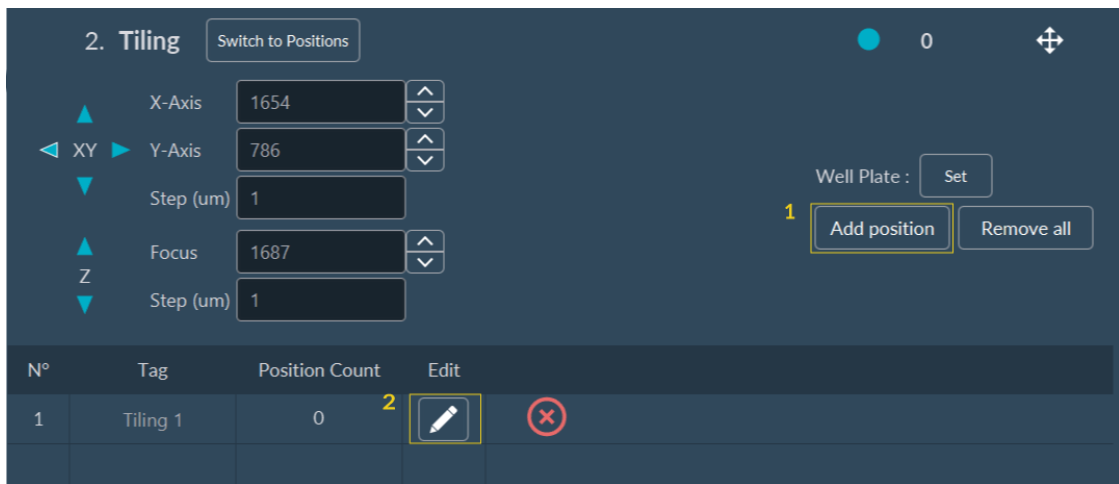 2. Tiling Switch to Positions 0
X-Axis 1654
XY Y-Axis 786
Step (um) 1
Well Plate : Set
1 Add position Remove all
Focus 1687
Z
Step (um) 1
N° Tag Position Count Edit
1 Tiling 1 0 2